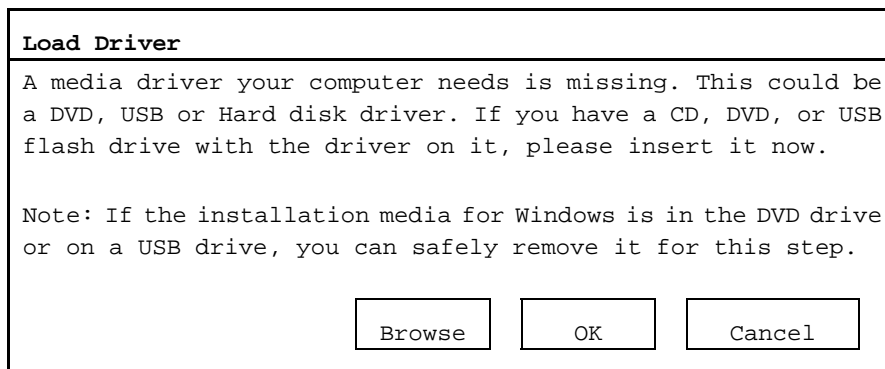 Load Driver
A media driver your computer needs is missing. This could be
a DVD, USB or Hard disk driver. If you have a CD, DVD, or USB
flash drive with the driver on it, please insert it now.
Note: If the installation media for Windows is in the DVD drive
or on a USB drive, you can safely remove it for this step.
Browse OK Cancel